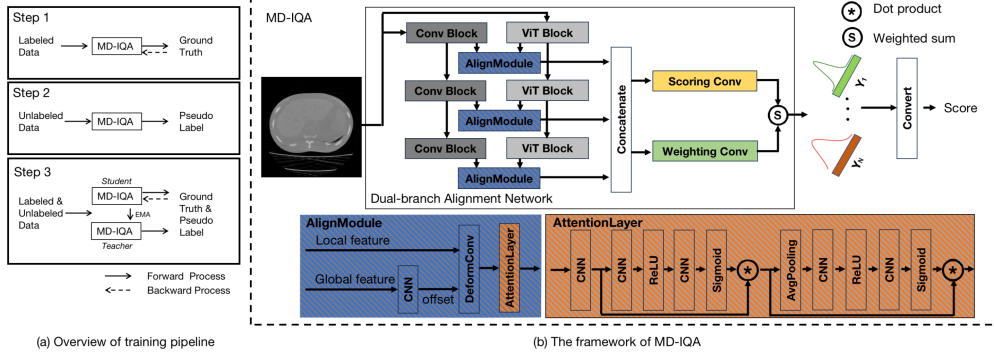 Step 1
Labeled
Data
MD-IQA
Ground
Truth
Step 2
Unlabeled
Data
MD-IQA
Pseudo
Label
Step 3
Labeled &
Unlabeled
Data
Student
MD-IQA
EMA
MD-IQA
Teacher
Ground
Truth &
Pseudo
Label
Forward Process
Backward Process
(a) Overview of training pipeline
MD-IQA
Conv Block
ViT Block
AlignModule
Conv Block
ViT Block
AlignModule
Conv Block
ViT Block
AlignModule
Concatenate
Scoring Conv
Weighting Conv
S
Dual-branch Alignment Network
* Dot product
S Weighted sum
Y1
YN
Convert
Score
AlignModule
Local feature
Global feature
CNN
offset
DeformConv
AttentionLayer
AttentionLayer
CNN
CNN
ReLU
CNN
Sigmoid
*
AvgPooling
CNN
ReLU
CNN
Sigmoid
*
(b) The framework of MD-IQA